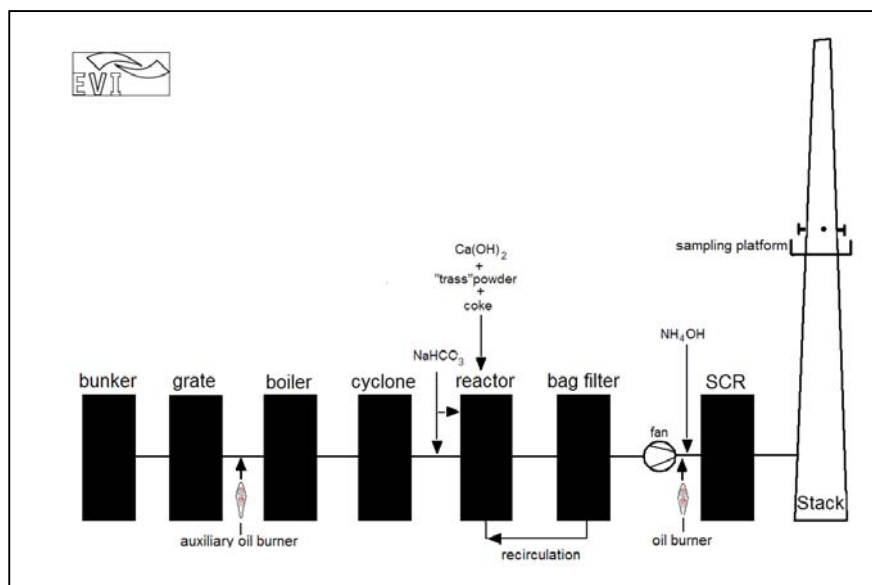 EVI
sampling platform
Ca(OH)2
+
"trass"powder
+
coke
NaHCO3
NH4OH
bunker
grate
boiler
cyclone
reactor
bag filter
fan
SCR
Stack
auxiliary oil burner
recirculation
oil burner